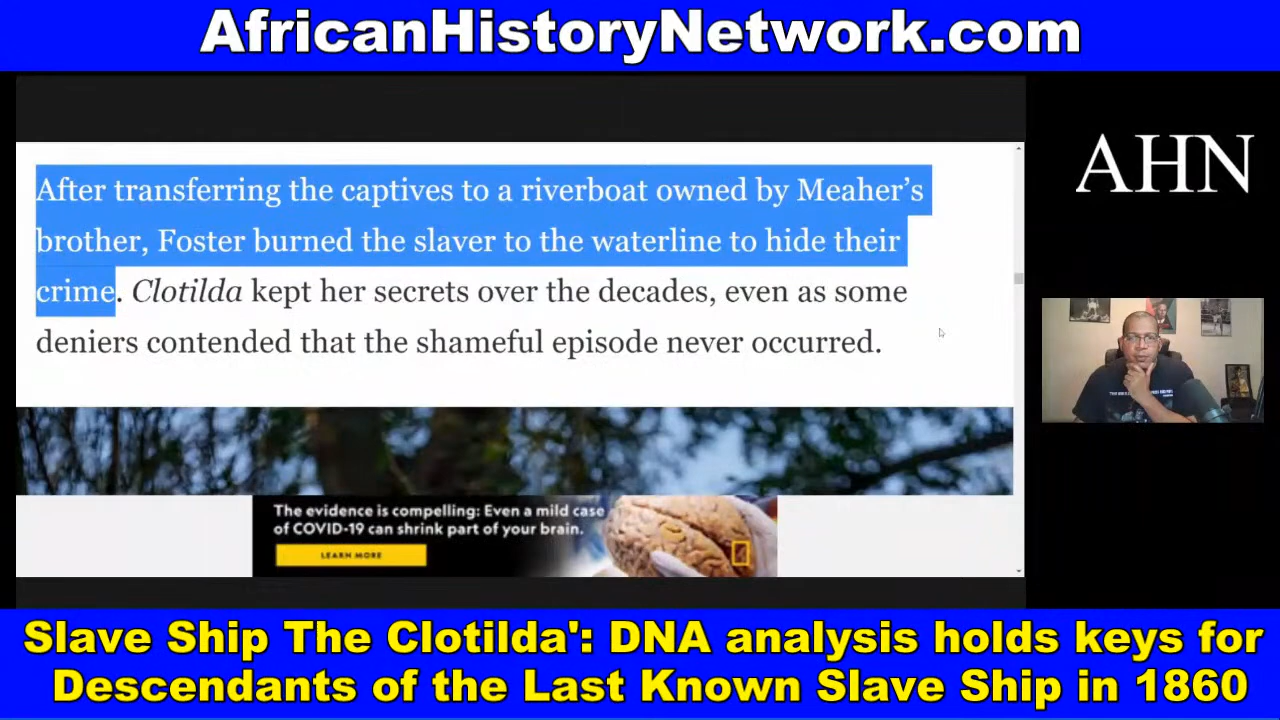 AfricanHistoryNetwork.com
AHN
After transferring the captives to a riverboat owned by Meaher’s
brother, Foster burned the slaver to the waterline to hide their
crime. Clotilda kept her secrets over the decades, even as some
deniers contended that the shameful episode never occurred.
The evidence is compelling: Even a mild case
of COVID-19 can shrink part of your brain.
LEARN MORE
Slave Ship The Clotilda': DNA analysis holds keys for
Descendants of the Last Known Slave Ship in 1860